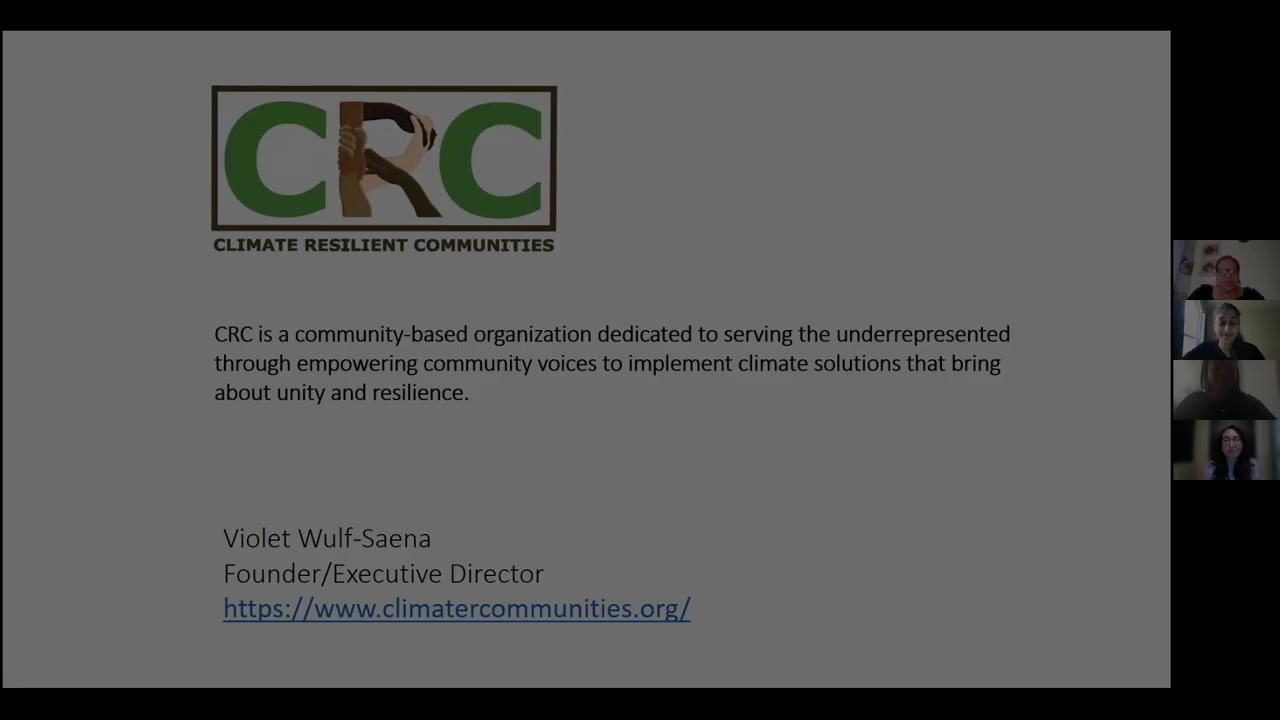 CRC
CLIMATE RESILIENT COMMUNITIES
CRC is a community-based organization dedicated to serving the underrepresented
through empowering community voices to implement climate solutions that bring
about unity and resilience.
Violet Wulf-Saena
Founder/Executive Director
https://www.climatercommunities.org/